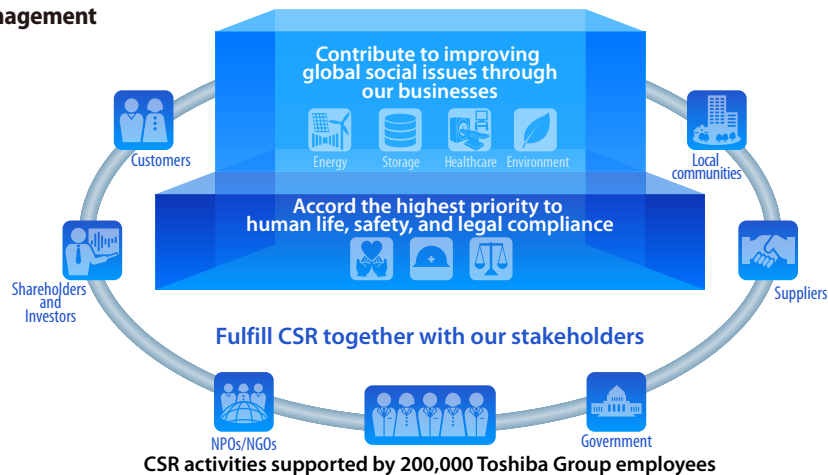 nagement
Contribute to improving
global social issues through
our businesses
Energy Storage Healthcare Environment
Customers
Local
communities
Accord the highest priority to
human life, safety, and legal compliance
Shareholders
and
Investors
Suppliers
Fulfill CSR together with our stakeholders
NPOs/NGOs
Government
CSR activities supported by 200,000 Toshiba Group employees